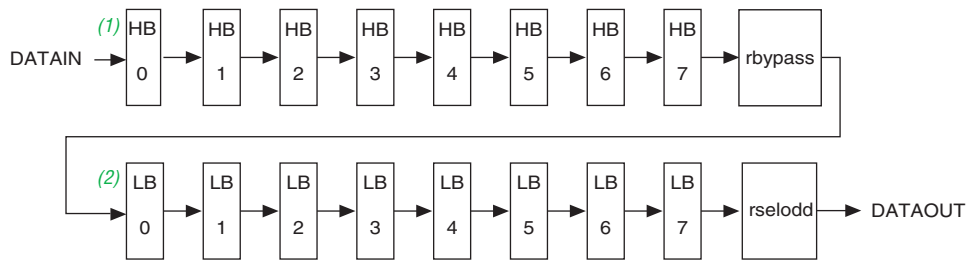 (1) HB HB HB HB HB HB HB HB
DATAIN 0 1 2 3 4 5 6 7 rbypass
(2) LB LB LB LB LB LB LB LB
0 1 2 3 4 5 6 7 rselodd DATAOUT